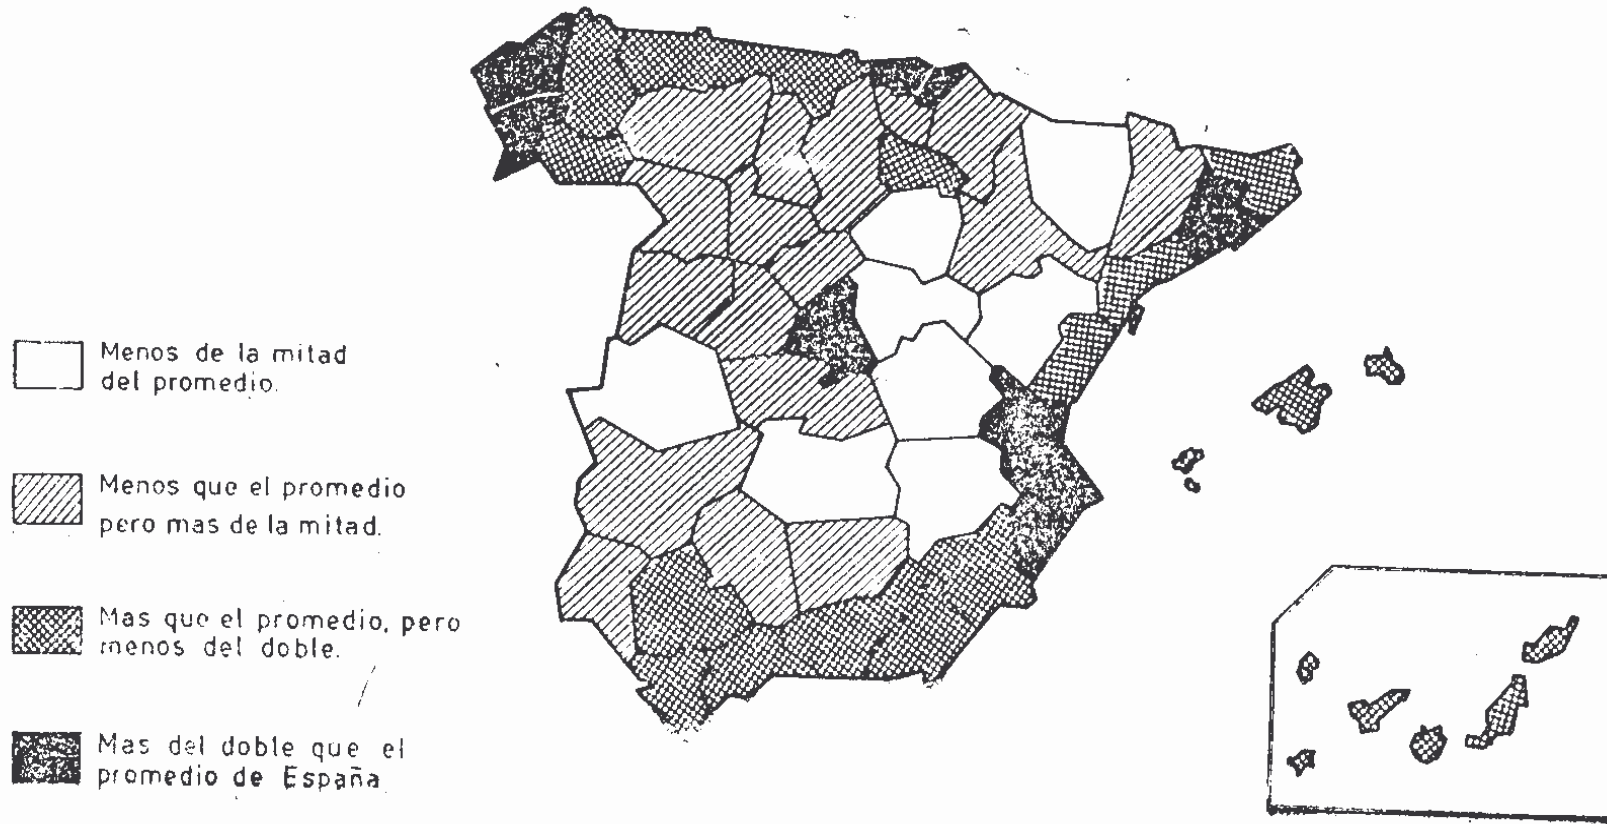 Menos de la mitad
del promedio.
Menos que el promedio
pero mas de la mitad.
Mas que el promedio, pero
menos del doble.
Mas del doble que el
promedio de España